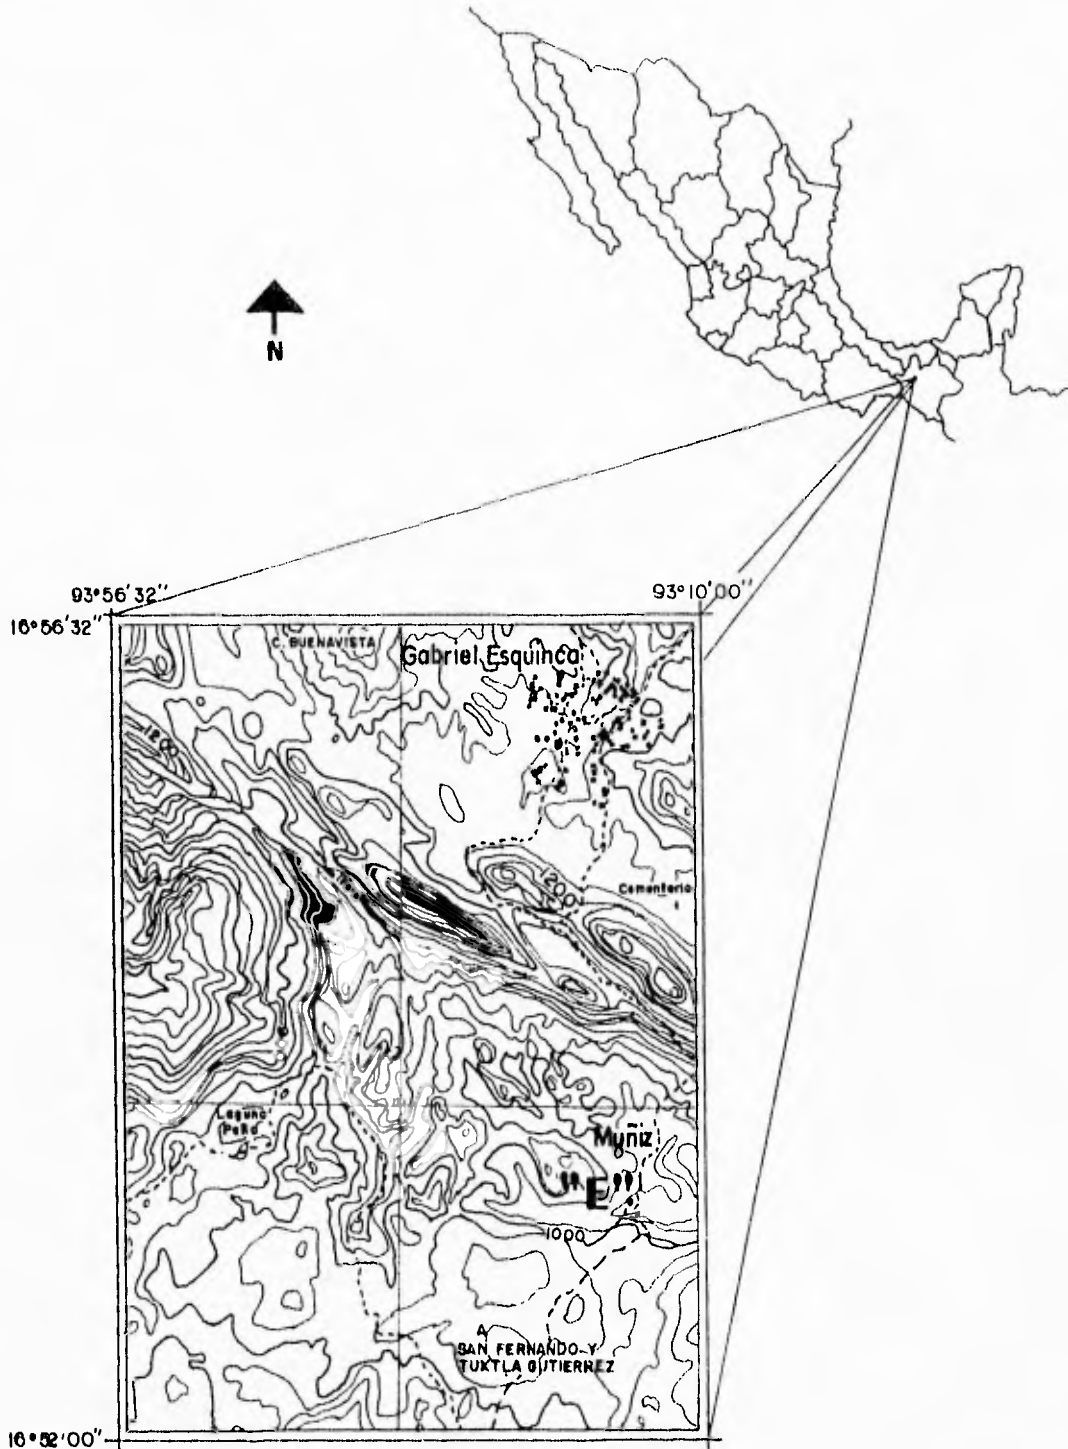 N
93°56'32"
93°10'00"
16°56'32"
C. BUENAVISTA
Gabriel Esquinca
1200
1200
Cementerio
Laguna
Peña
Muñiz
"E"
1000
A
SAN FERNANDO Y
TUXTLA GUTIERREZ
16°52'00"